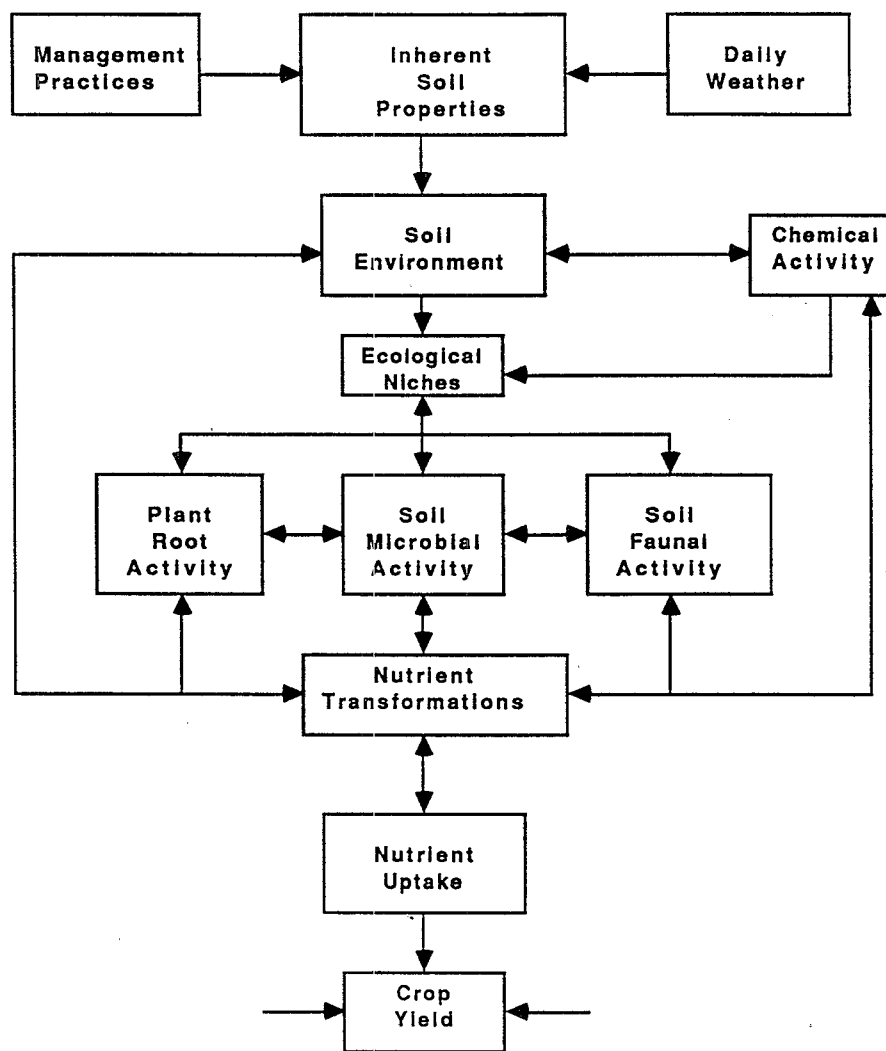 Management
Practices
Inherent
Soil
Properties
Daily
Weather
Soil
Environment
Chemical
Activity
Ecological
Niches
Plant
Root
Activity
Soil
Microbial
Activity
Soil
Faunal
Activity
Nutrient
Transformations
Nutrient
Uptake
Crop
Yield